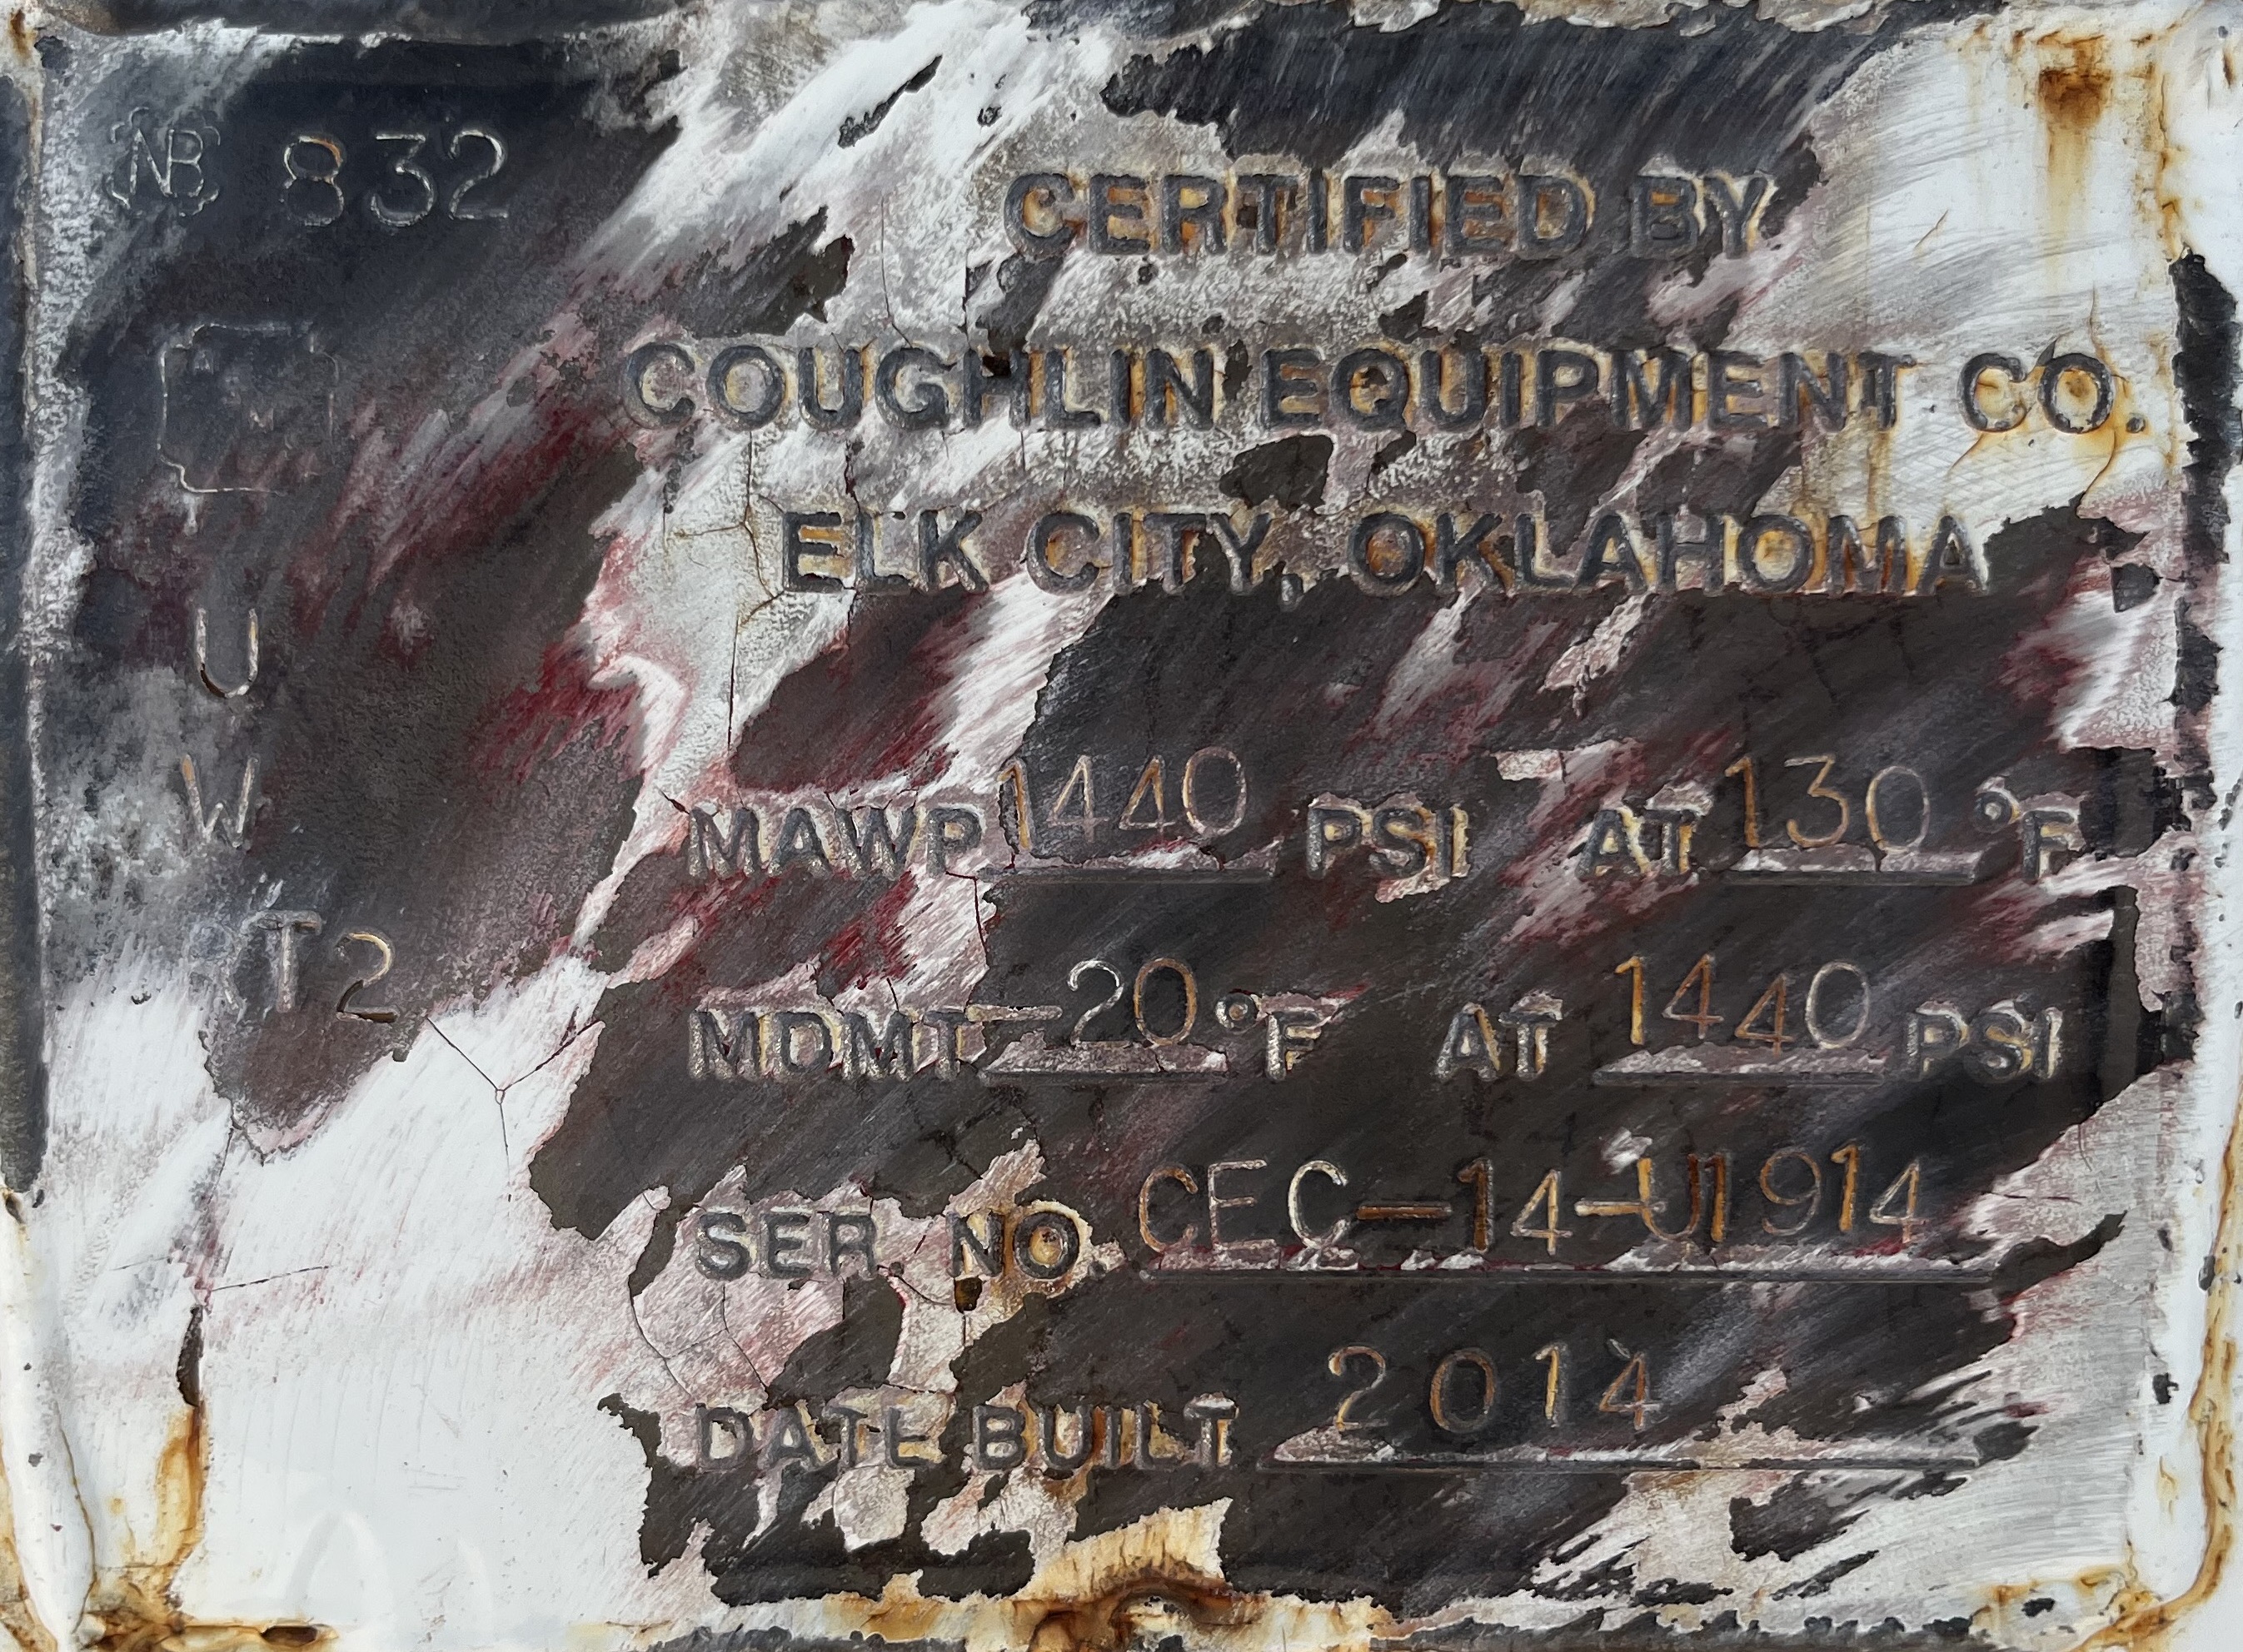 NB 832
CERTIFIED BY
COUGHLIN EQUIPMENT CO.
ELK CITY, OKLAHOMA
U
W
RT2
MAWP 1440 PSI AT 130 °F
MDMT -20 °F AT 1440 PSI
SER. NO. CEC-14-U1914
DATE BUILT 2014